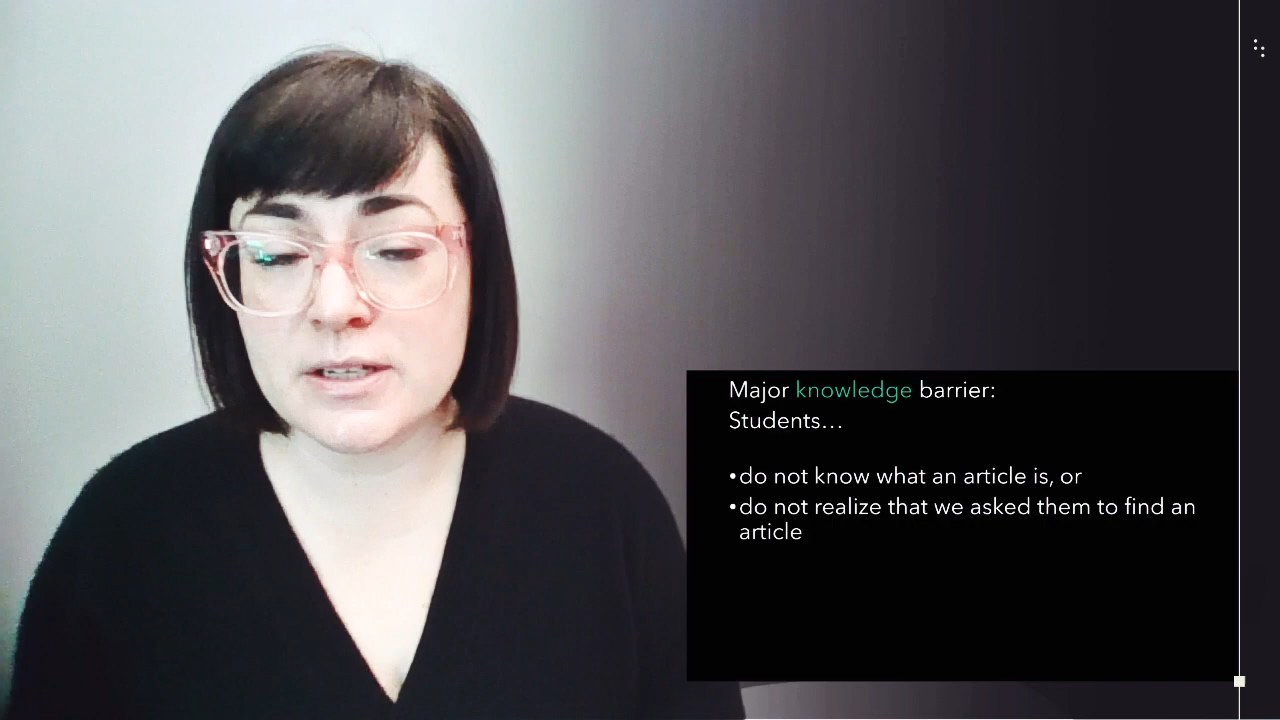 Major knowledge barrier:
Students…
•do not know what an article is, or
•do not realize that we asked them to find an
article